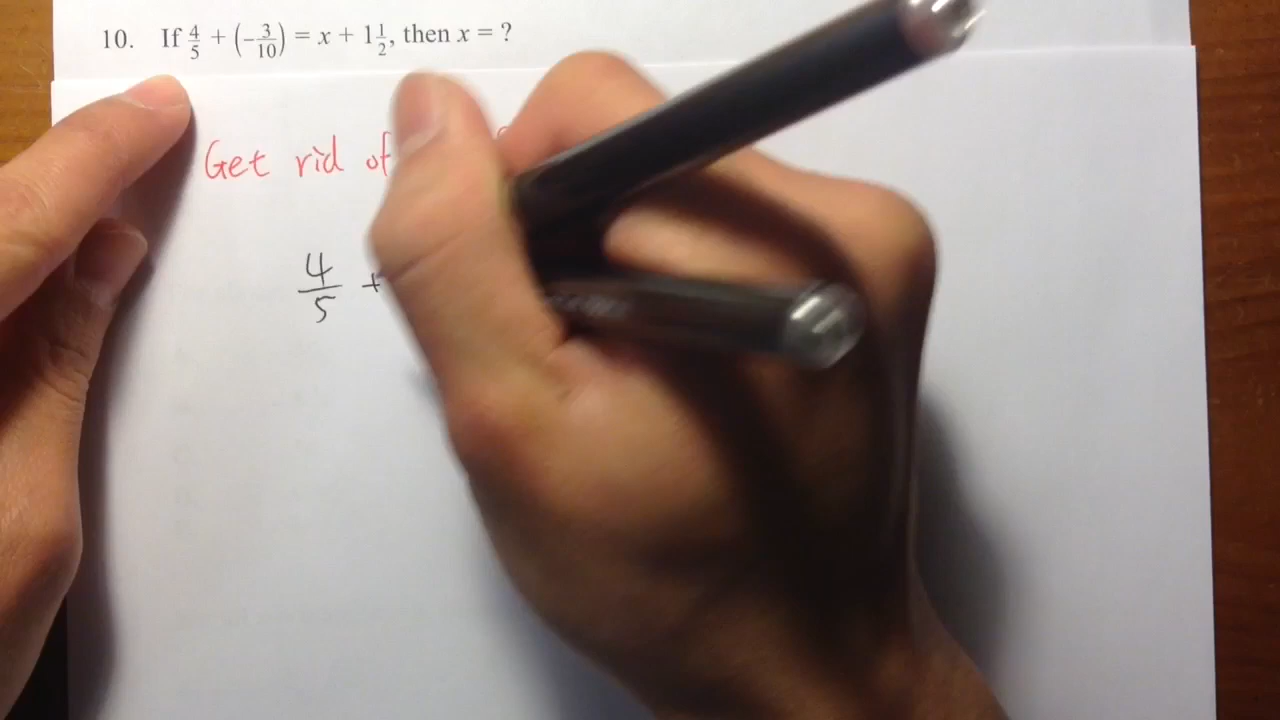 10. If 4/5 + (-3/10) = x + 1 1/2, then x = ?
Get rid of
4/5 +